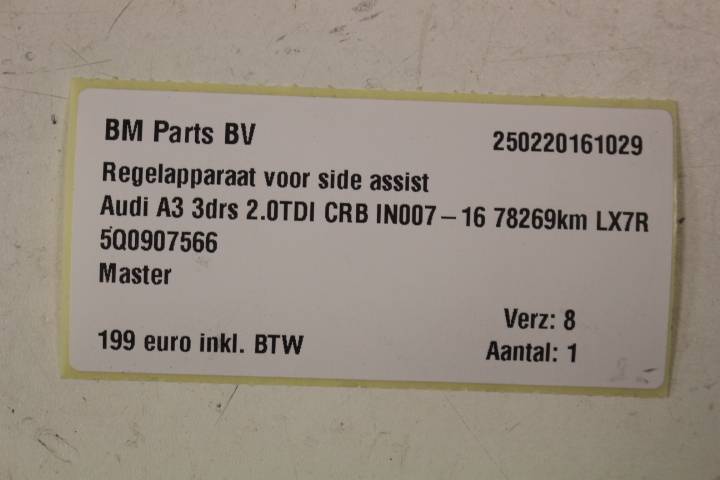 BM Parts BV 250220161029
Regelapparaat voor side assist
Audi A3 3drs 2.0TDI CRB IN007-16 78269km LX7R
5Q0907566
Master
Verz: 8
199 euro inkl. BTW Aantal: 1